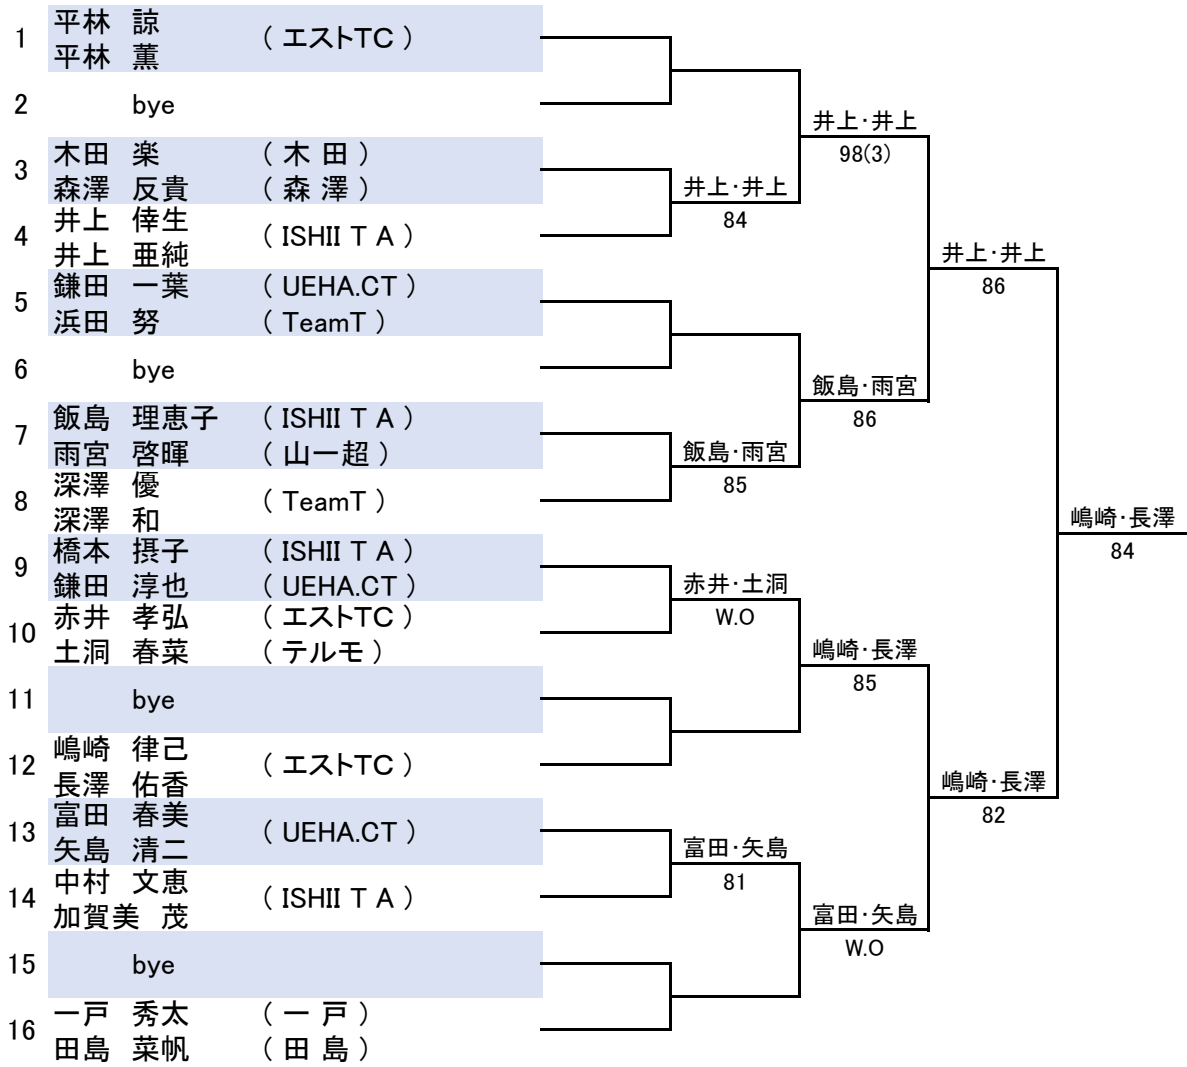 1 平林 諒 ( エストTC )
平林 薫
2 bye
3 木田 楽 ( 木 田 )
森澤 反貴 ( 森 澤 )
4 井上 倖生 ( ISHII T A )
井上 亜純
5 鎌田 一葉 ( UEHA.CT )
浜田 努 ( TeamT )
6 bye
7 飯島 理恵子 ( ISHII T A )
雨宮 啓暉 ( 山一超 )
8 深澤 優 ( TeamT )
深澤 和
9 橋本 摂子 ( ISHII T A )
鎌田 淳也 ( UEHA.CT )
10 赤井 孝弘 ( エストTC )
土洞 春菜 ( テルモ )
11 bye
12 嶋崎 律己 ( エストTC )
長澤 佑香
13 富田 春美 ( UEHA.CT )
矢島 清二
14 中村 文恵 ( ISHII T A )
加賀美 茂
15 bye
16 一戸 秀太 ( 一 戸 )
田島 菜帆 ( 田 島 )
井上・井上
84
飯島・雨宮
85
赤井・土洞
W.O
富田・矢島
81
井上・井上
98(3)
飯島・雨宮
86
嶋崎・長澤
85
富田・矢島
W.O
井上・井上
86
嶋崎・長澤
82
嶋崎・長澤
84